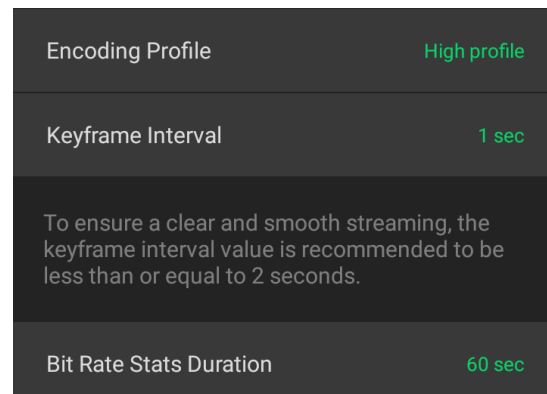 Encoding Profile High profile
Keyframe Interval 1 sec
To ensure a clear and smooth streaming, the
keyframe interval value is recommended to be
less than or equal to 2 seconds.
Bit Rate Stats Duration 60 sec